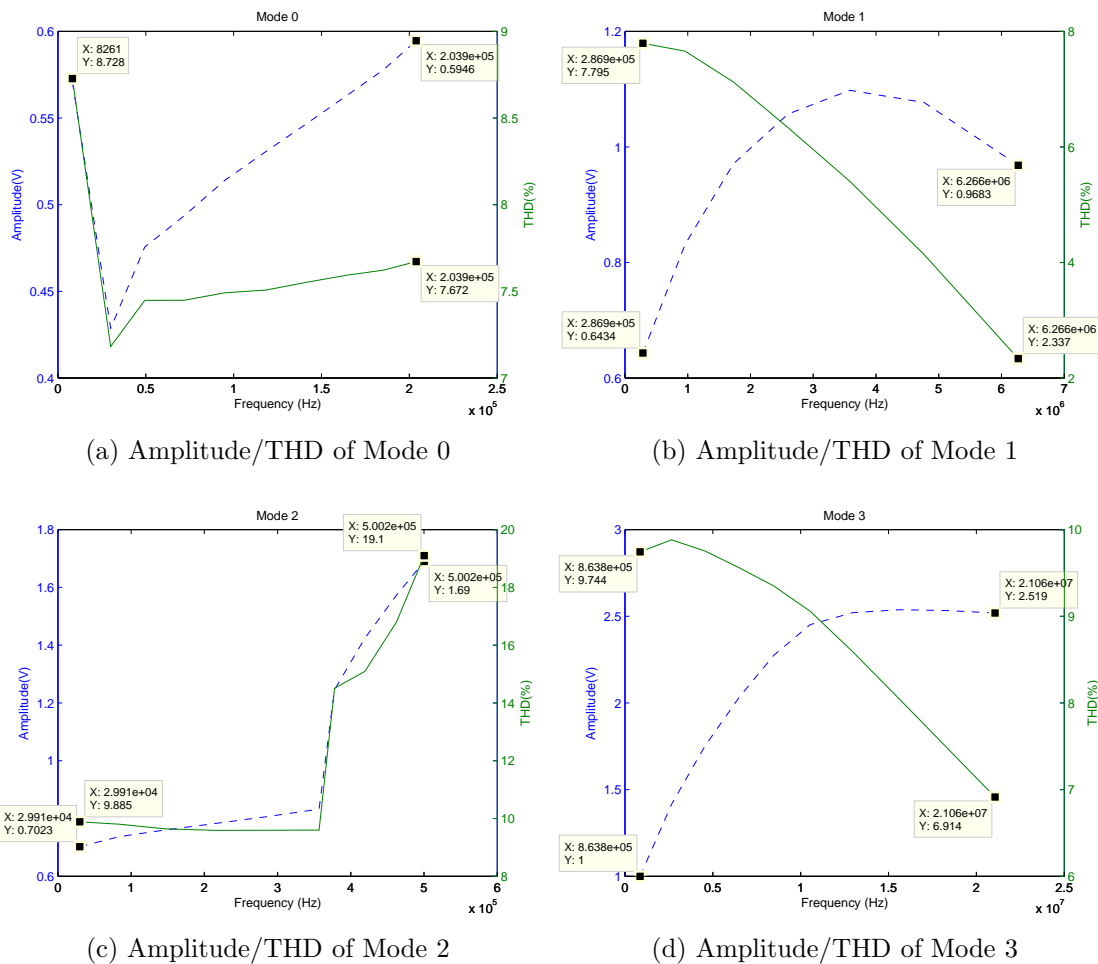 Mode 0
0.6
0.55
0.5
0.45
0.4
Amplitude(V)
X: 8261
Y: 8.728
X: 2.039e+05
Y: 0.5946
X: 2.039e+05
Y: 7.672
9
8.5
8
7.5
7
THD(%)
0 0.5 1 1.5 2 2.5
Frequency (Hz)
x 10^5
(a) Amplitude/THD of Mode 0
Mode 1
1.2
1
0.8
0.6
Amplitude(V)
X: 2.869e+05
Y: 7.795
X: 2.869e+05
Y: 0.6434
X: 6.266e+06
Y: 0.9683
X: 6.266e+06
Y: 2.337
8
6
4
2
THD(%)
0 1 2 3 4 5 6 7
Frequency (Hz)
x 10^6
(b) Amplitude/THD of Mode 1
Mode 2
1.8
1.6
1.4
1.2
1
0.6
Amplitude(V)
X: 5.002e+05
Y: 19.1
X: 5.002e+05
Y: 1.69
X: 2.991e+04
Y: 9.885
X: 2.991e+04
Y: 0.7023
20
18
16
14
12
10
8
THD(%)
0 1 2 3 4 5 6
Frequency (Hz)
x 10^5
(c) Amplitude/THD of Mode 2
Mode 3
3
2.5
2
1.5
1
Amplitude(V)
X: 8.638e+05
Y: 9.744
X: 8.638e+05
Y: 1
X: 2.106e+07
Y: 2.519
X: 2.106e+07
Y: 6.914
10
9
8
7
6
THD(%)
0 0.5 1 1.5 2 2.5
Frequency (Hz)
x 10^7
(d) Amplitude/THD of Mode 3